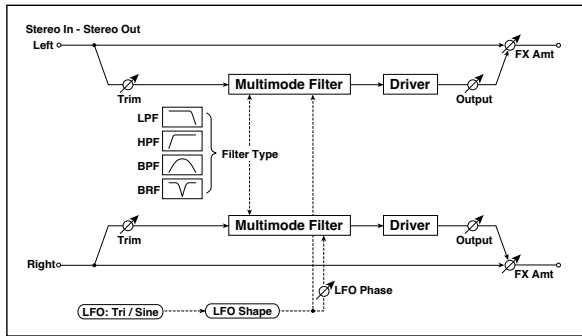 Stereo In - Stereo Out
Left
FX Amt
Trim
Multimode Filter
Driver
Output
LPF
HPF
BPF
BRF
Filter Type
Trim
Multimode Filter
Driver
Output
Right
FX Amt
LFO Phase
LFO: Tri / Sine
LFO Shape